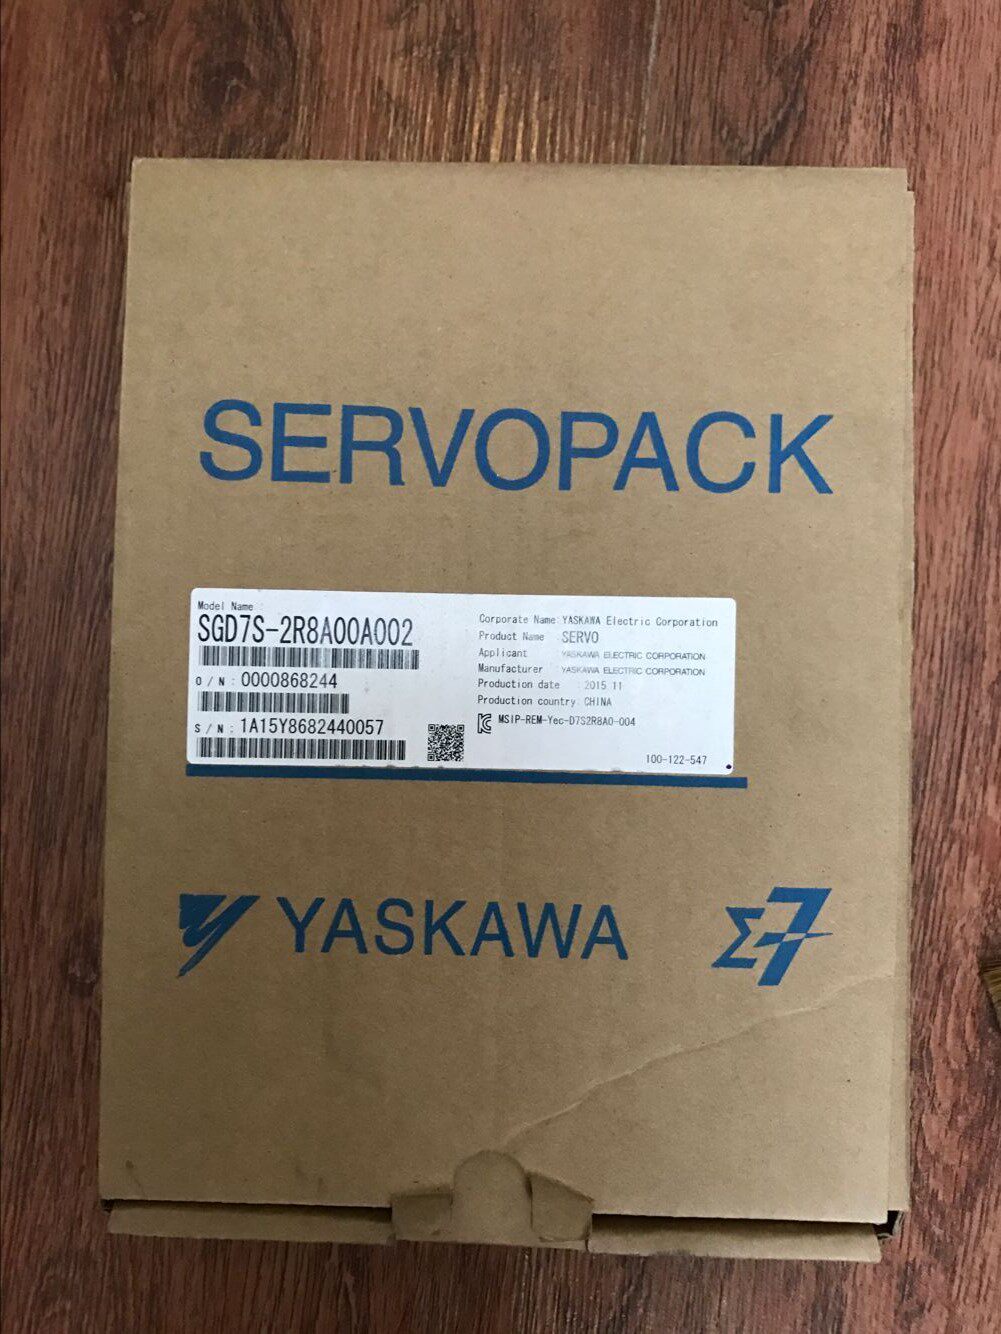 SERVOPACK
Model Name :
SGD7S-2R8A00A002
O / N : 0000868244
S / N : 1A15Y8682440057
Corporate Name: YASKAWA Electric Corporation
Product Name : SERVO
Applicant : YASKAWA ELECTRIC CORPORATION
Manufacturer : YASKAWA ELECTRIC CORPORATION
Production date : 2015.11
Production country: CHINA
MSIP-REM-Yec-D7S2R8A0-004
100-122-547
YASKAWA
Σ-7